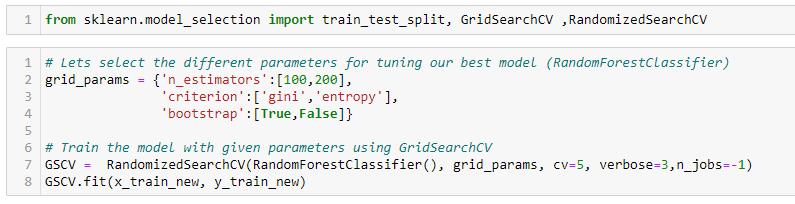 1 from sklearn.model_selection import train_test_split, GridSearchCV ,RandomizedSearchCV
1 # Lets select the different parameters for tuning our best model (RandomForestClassifier)
2 grid_params = {'n_estimators':[100,200],
3 'criterion':['gini','entropy'],
4 'bootstrap':[True,False]}
5
6 # Train the model with given parameters using GridSearchCV
7 GSCV =  RandomizedSearchCV(RandomForestClassifier(), grid_params, cv=5, verbose=3,n_jobs=-1)
8 GSCV.fit(x_train_new, y_train_new)